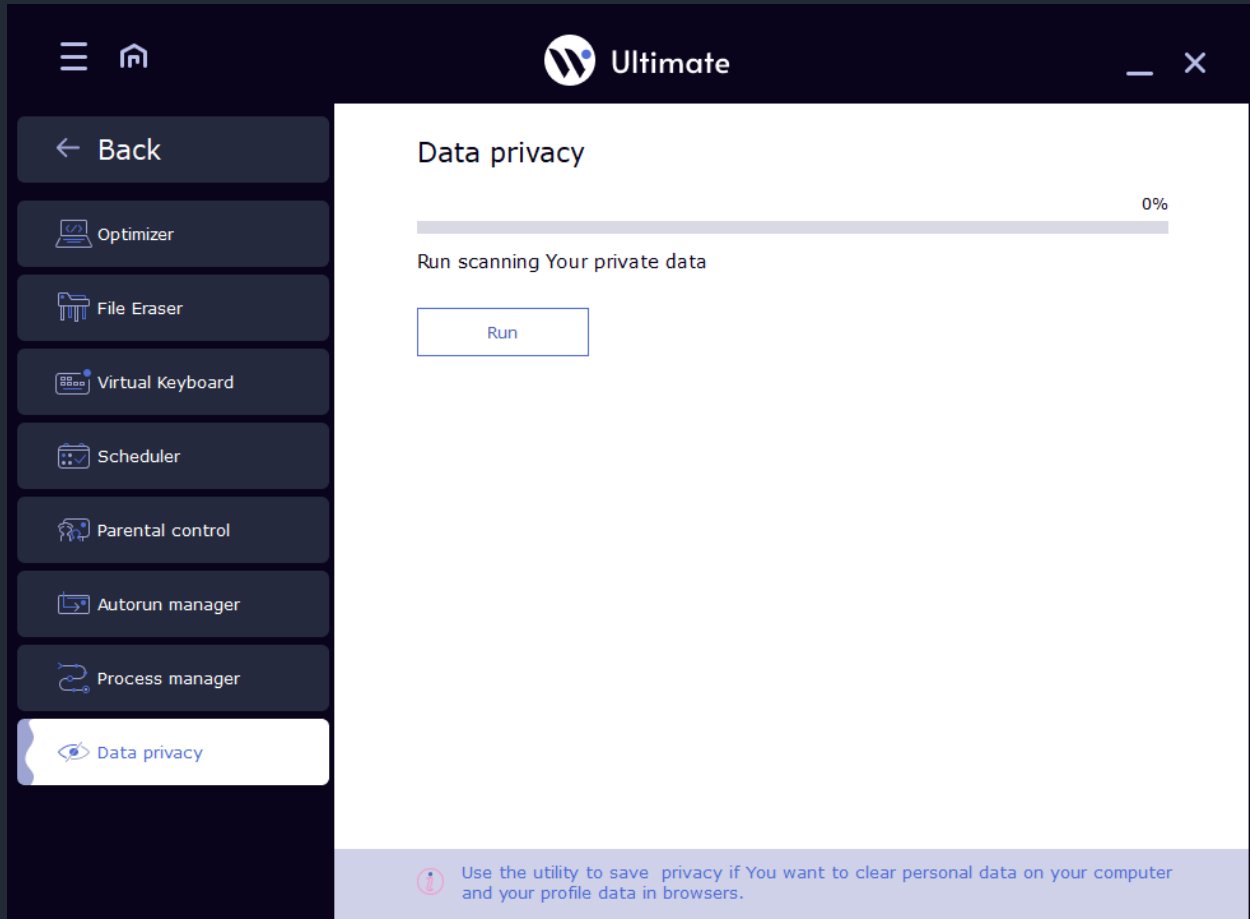 Ultimate
Back
Optimizer
File Eraser
Virtual Keyboard
Scheduler
Parental control
Autorun manager
Process manager
Data privacy
Data privacy
0%
Run scanning Your private data
Run
Use the utility to save  privacy if You want to clear personal data on your computer
and your profile data in browsers.